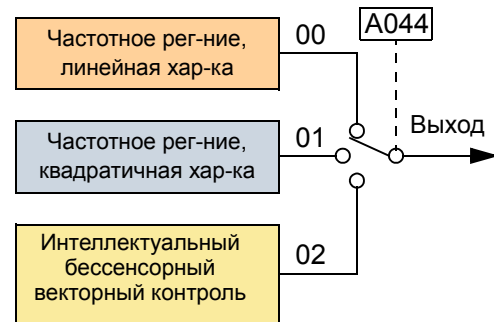 Частотное рег-ние,
линейная хар-ка
00
A044
Частотное рег-ние,
квадратичная хар-ка
01
Выход
Интеллектуальный
бессенсорный
векторный контроль
02